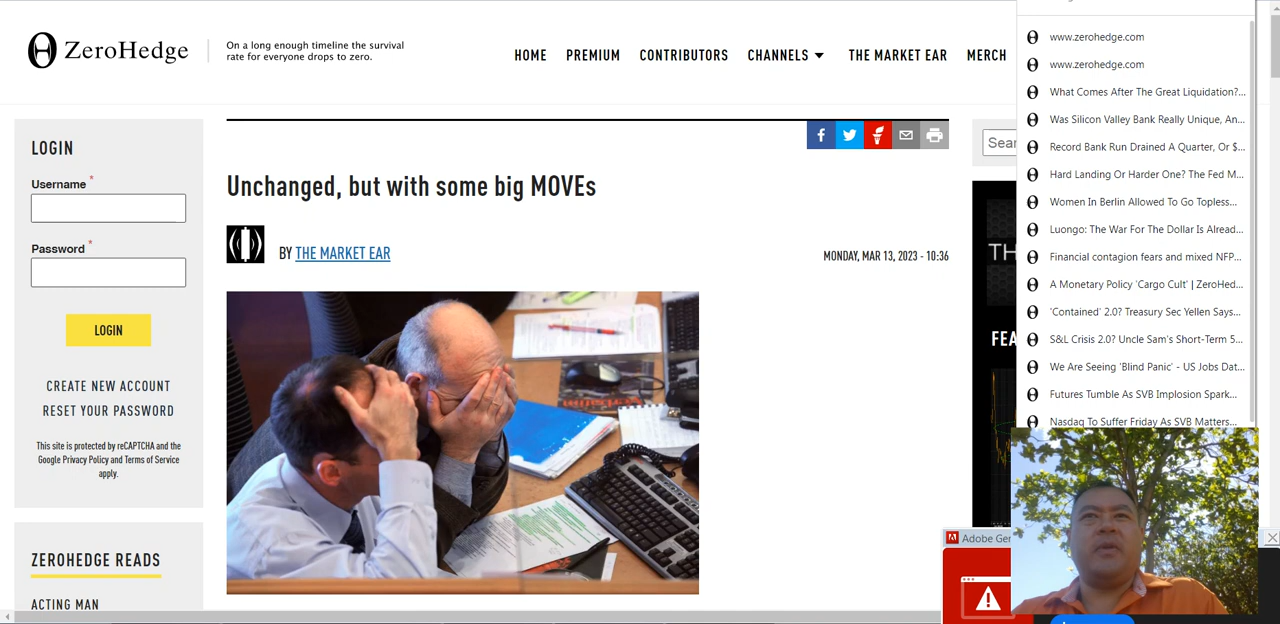 ZeroHedge
On a long enough timeline the survival
rate for everyone drops to zero.
HOME PREMIUM CONTRIBUTORS CHANNELS THE MARKET EAR MERCH
LOGIN
Username *
Password *
LOGIN
CREATE NEW ACCOUNT
RESET YOUR PASSWORD
This site is protected by reCAPTCHA and the
Google Privacy Policy and Terms of Service
apply.
ZEROHEDGE READS
ACTING MAN
Unchanged, but with some big MOVEs
BY THE MARKET EAR
MONDAY, MAR 13, 2023 - 10:36
Sear
TH
FEA
www.zerohedge.com
www.zerohedge.com
What Comes After The Great Liquidation?...
Was Silicon Valley Bank Really Unique, An...
Record Bank Run Drained A Quarter, Or $...
Hard Landing Or Harder One? The Fed M...
Women In Berlin Allowed To Go Topless...
Luongo: The War For The Dollar Is Alread...
Financial contagion fears and mixed NFP...
A Monetary Policy 'Cargo Cult' | ZeroHed...
'Contained' 2.0? Treasury Sec Yellen Says...
S&L Crisis 2.0? Uncle Sam's Short-Term 5...
We Are Seeing 'Blind Panic' - US Jobs Dat...
Futures Tumble As SVB Implosion Spark...
Nasdaq To Suffer Friday As SVB Matters...
Adobe Gen